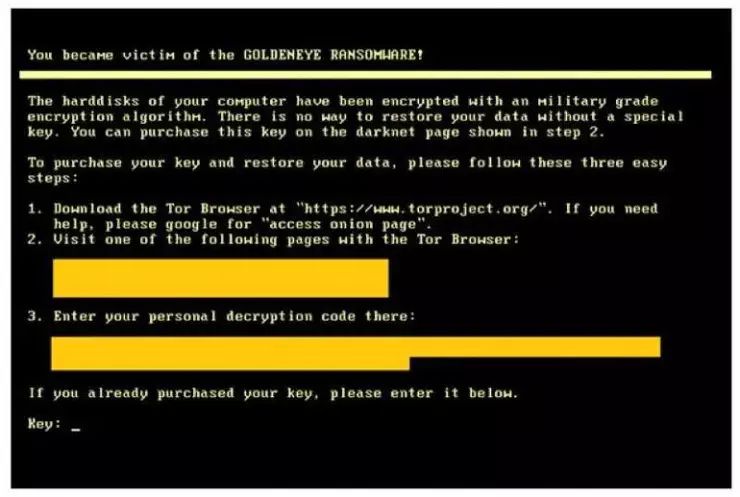 You became victim of the GOLDENEYE RANSOMWARE!
The harddisks of your computer have been encrypted with an military grade
encryption algorithm. There is no way to restore your data without a special
key. You can purchase this key on the darknet page shown in step 2.
To purchase your key and restore your data, please follow these three easy
steps:
1. Download the Tor Browser at "https://www.torproject.org/". If you need
help, please google for "access onion page".
2. Visit one of the following pages with the Tor Browser:
3. Enter your personal decryption code there:
If you already purchased your key, please enter it below.
Key: _